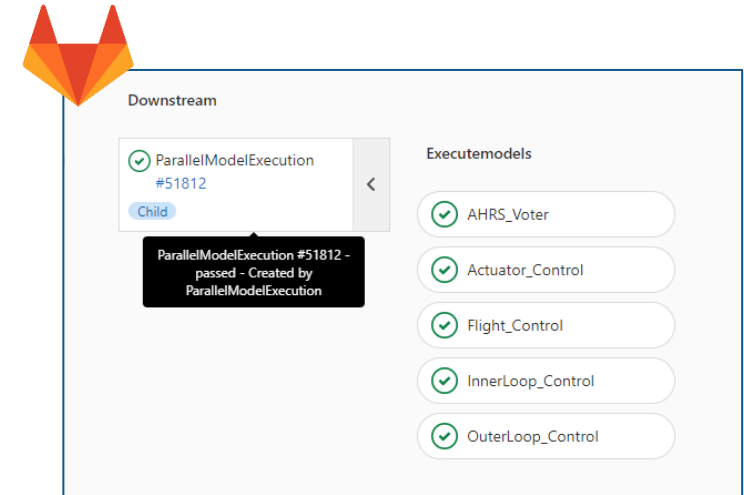 Downstream
ParallelModelExecution
#51812
Child
ParallelModelExecution #51812 -
passed - Created by
ParallelModelExecution
Executemodels
AHRS_Voter
Actuator_Control
Flight_Control
InnerLoop_Control
OuterLoop_Control